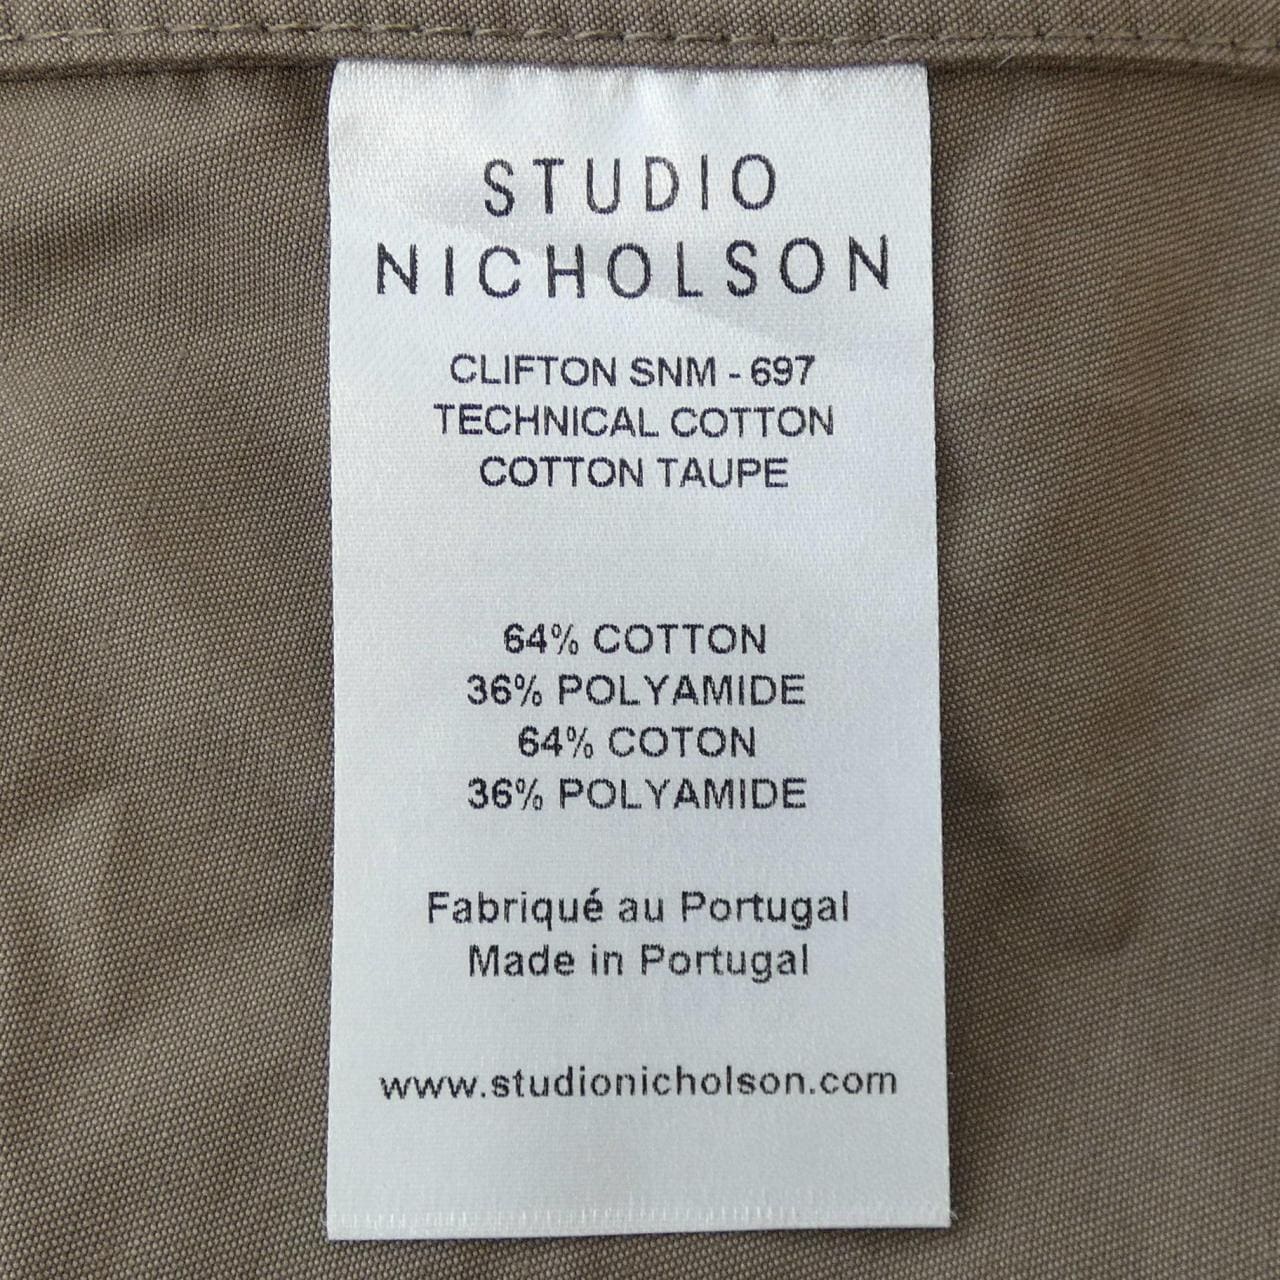 STUDIO
NICHOLSON
CLIFTON SNM - 697
TECHNICAL COTTON
COTTON TAUPE
64% COTTON
36% POLYAMIDE
64% COTON
36% POLYAMIDE
Fabriqué au Portugal
Made in Portugal
www.studionicholson.com